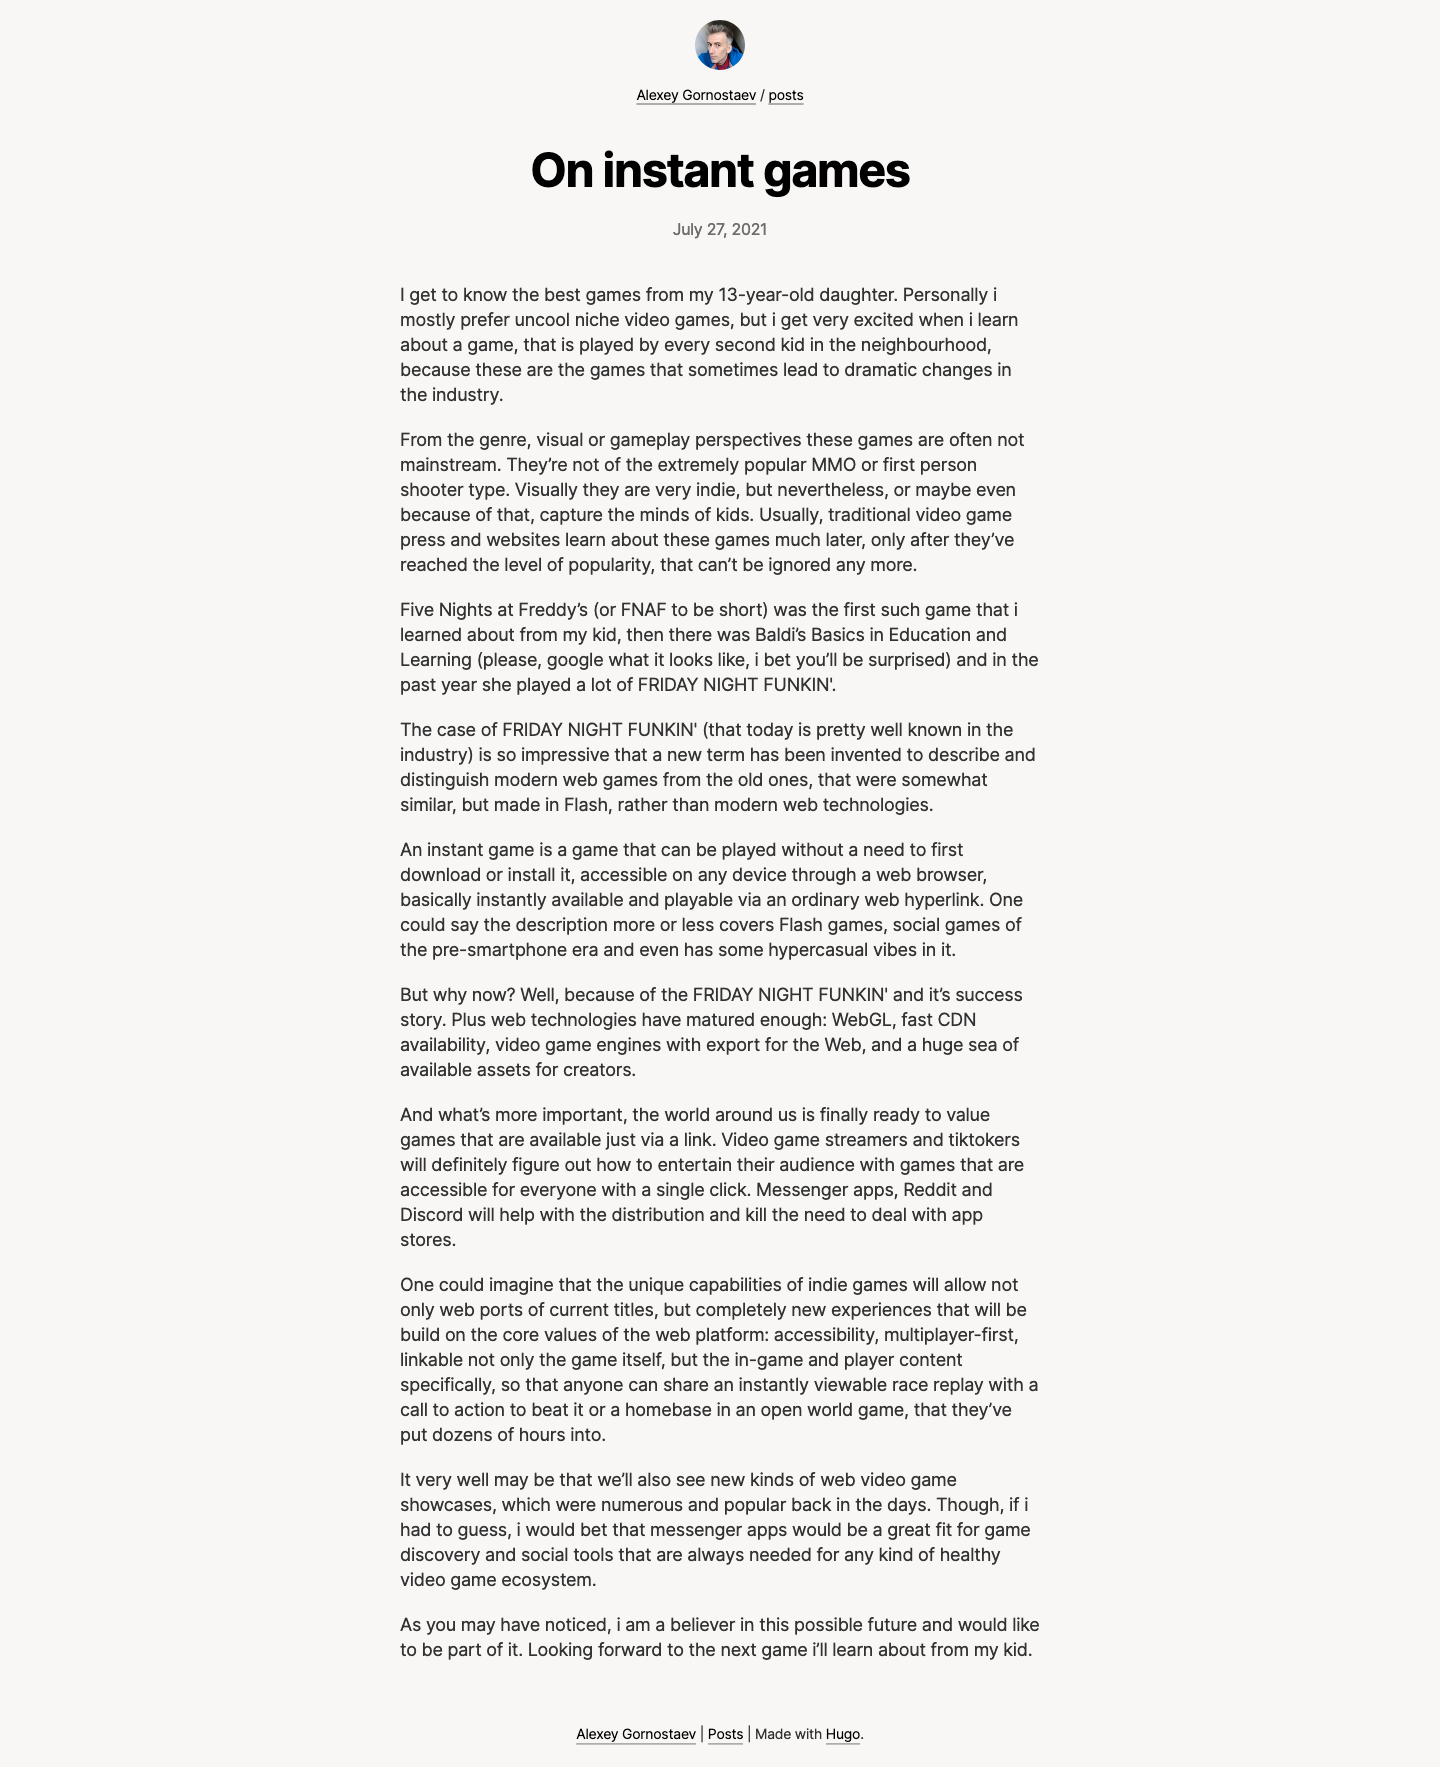 Alexey Gornostaev / posts
On instant games
July 27, 2021
I get to know the best games from my 13-year-old daughter. Personally i
mostly prefer uncool niche video games, but i get very excited when i learn
about a game, that is played by every second kid in the neighbourhood,
because these are the games that sometimes lead to dramatic changes in
the industry.
From the genre, visual or gameplay perspectives these games are often not
mainstream. They’re not of the extremely popular MMO or first person
shooter type. Visually they are very indie, but nevertheless, or maybe even
because of that, capture the minds of kids. Usually, traditional video game
press and websites learn about these games much later, only after they’ve
reached the level of popularity, that can’t be ignored any more.
Five Nights at Freddy’s (or FNAF to be short) was the first such game that i
learned about from my kid, then there was Baldi’s Basics in Education and
Learning (please, google what it looks like, i bet you’ll be surprised) and in the
past year she played a lot of FRIDAY NIGHT FUNKIN'.
The case of FRIDAY NIGHT FUNKIN' (that today is pretty well known in the
industry) is so impressive that a new term has been invented to describe and
distinguish modern web games from the old ones, that were somewhat
similar, but made in Flash, rather than modern web technologies.
An instant game is a game that can be played without a need to first
download or install it, accessible on any device through a web browser,
basically instantly available and playable via an ordinary web hyperlink. One
could say the description more or less covers Flash games, social games of
the pre-smartphone era and even has some hypercasual vibes in it.
But why now? Well, because of the FRIDAY NIGHT FUNKIN' and it’s success
story. Plus web technologies have matured enough: WebGL, fast CDN
availability, video game engines with export for the Web, and a huge sea of
available assets for creators.
And what’s more important, the world around us is finally ready to value
games that are available just via a link. Video game streamers and tiktokers
will definitely figure out how to entertain their audience with games that are
accessible for everyone with a single click. Messenger apps, Reddit and
Discord will help with the distribution and kill the need to deal with app
stores.
One could imagine that the unique capabilities of indie games will allow not
only web ports of current titles, but completely new experiences that will be
build on the core values of the web platform: accessibility, multiplayer-first,
linkable not only the game itself, but the in-game and player content
specifically, so that anyone can share an instantly viewable race replay with a
call to action to beat it or a homebase in an open world game, that they’ve
put dozens of hours into.
It very well may be that we’ll also see new kinds of web video game
showcases, which were numerous and popular back in the days. Though, if i
had to guess, i would bet that messenger apps would be a great fit for game
discovery and social tools that are always needed for any kind of healthy
video game ecosystem.
As you may have noticed, i am a believer in this possible future and would like
to be part of it. Looking forward to the next game i’ll learn about from my kid.
Alexey Gornostaev | Posts | Made with Hugo.